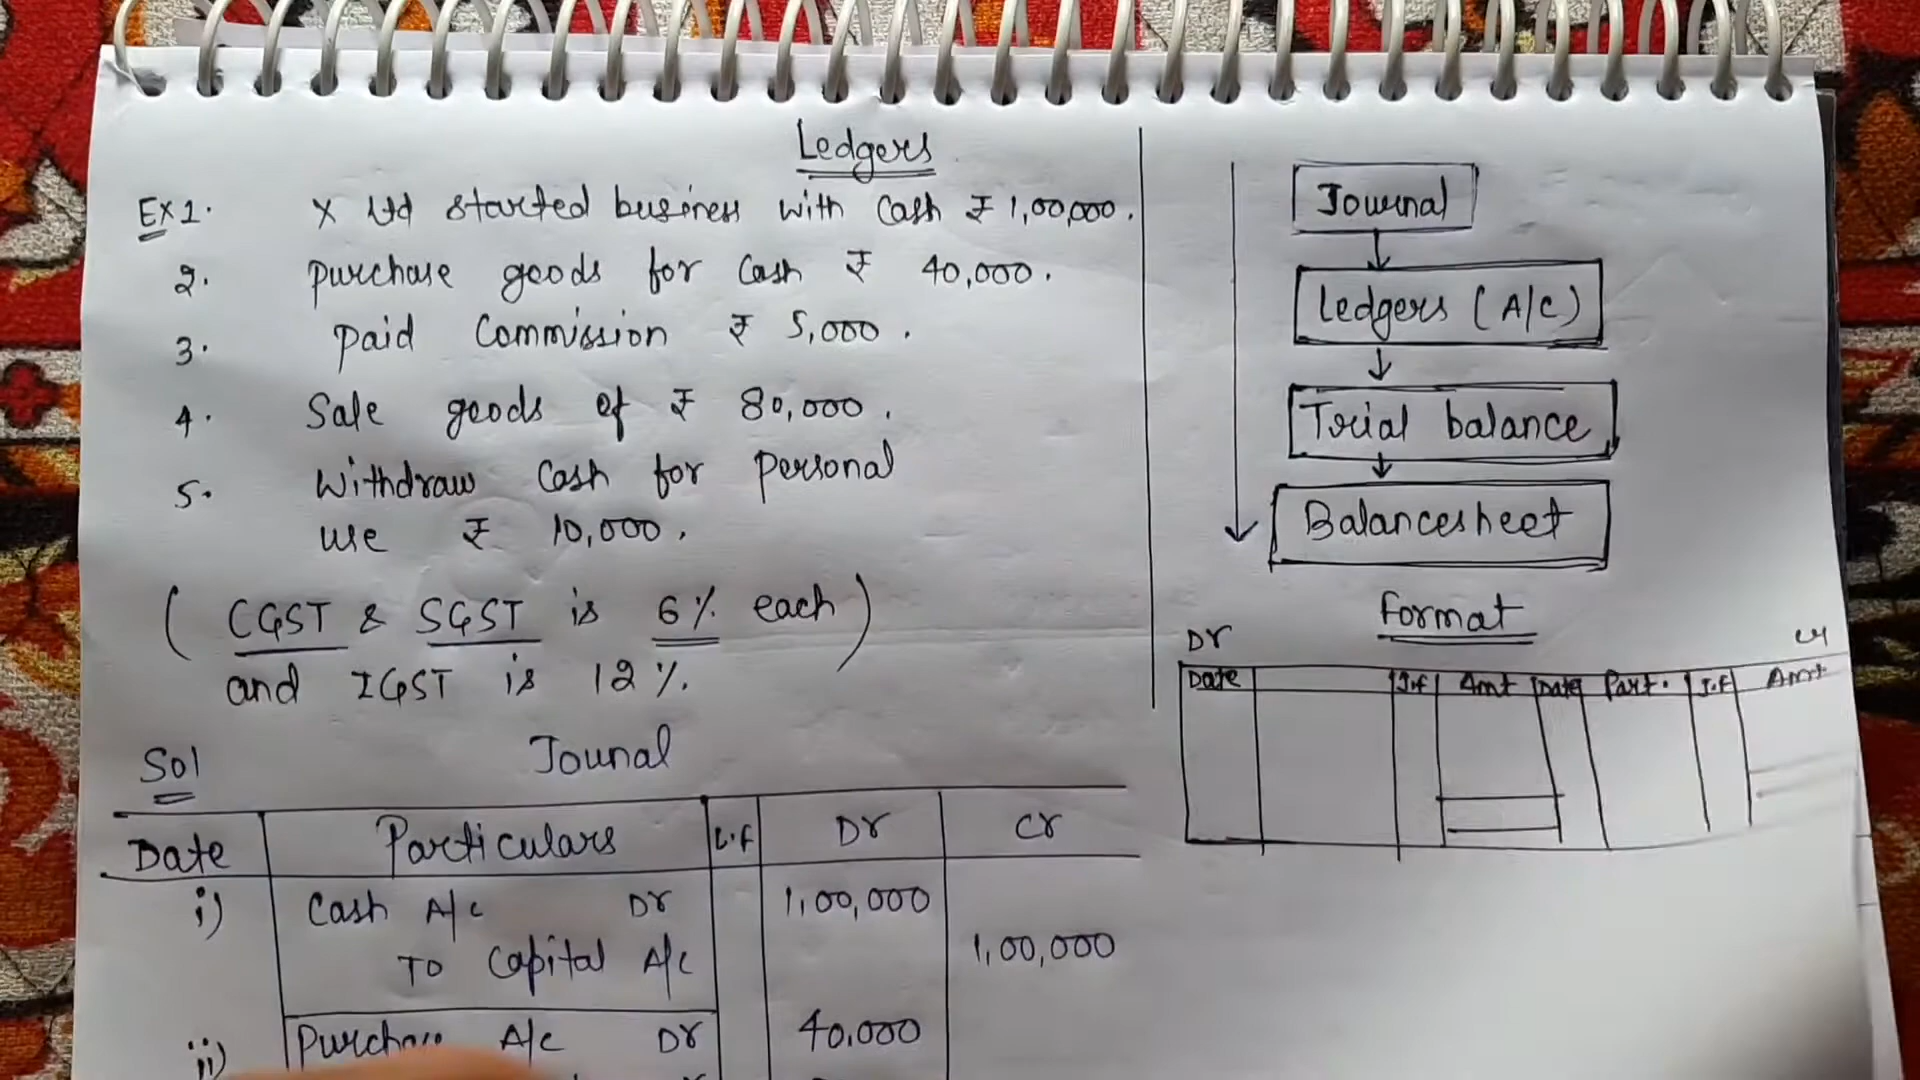 Ledgers
Ex 1. X Ltd started business with Cash ₹ 1,00,000.
2. Purchase goods for Cash ₹ 40,000.
3. Paid Commission ₹ 5,000.
4. Sale goods of ₹ 80,000.
5. Withdraw Cash for Personal
use ₹ 10,000.
( CGST & SGST is 6% each )
and IGST is 12%.
Journal
Ledgers (A/C)
Trial balance
Balancesheet
Format
Dr Cr
Date J.f Amt Date Part. J.f Amt
Sol Jounal
Date Particulars L.f Dr Cr
i) Cash A/c Dr 1,00,000
To Capital A/c 1,00,000
ii) Purchase A/c Dr 40,000